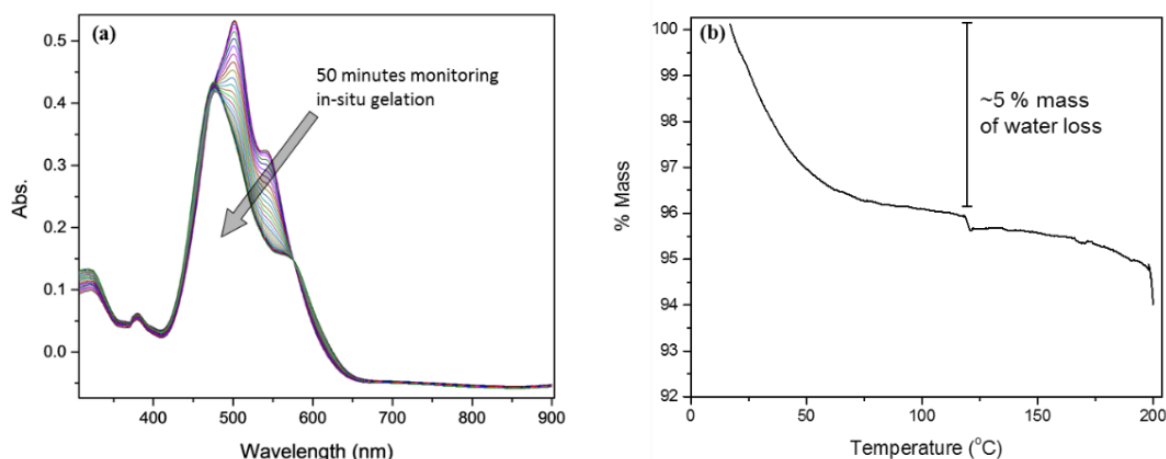 (a)
50 minutes monitoring
in-situ gelation
Abs.
0.5
0.4
0.3
0.2
0.1
0.0
400 500 600 700 800 900
Wavelength (nm)
(b)
~5 % mass
of water loss
% Mass
100
99
98
97
96
95
94
93
92
0 50 100 150 200
Temperature (°C)